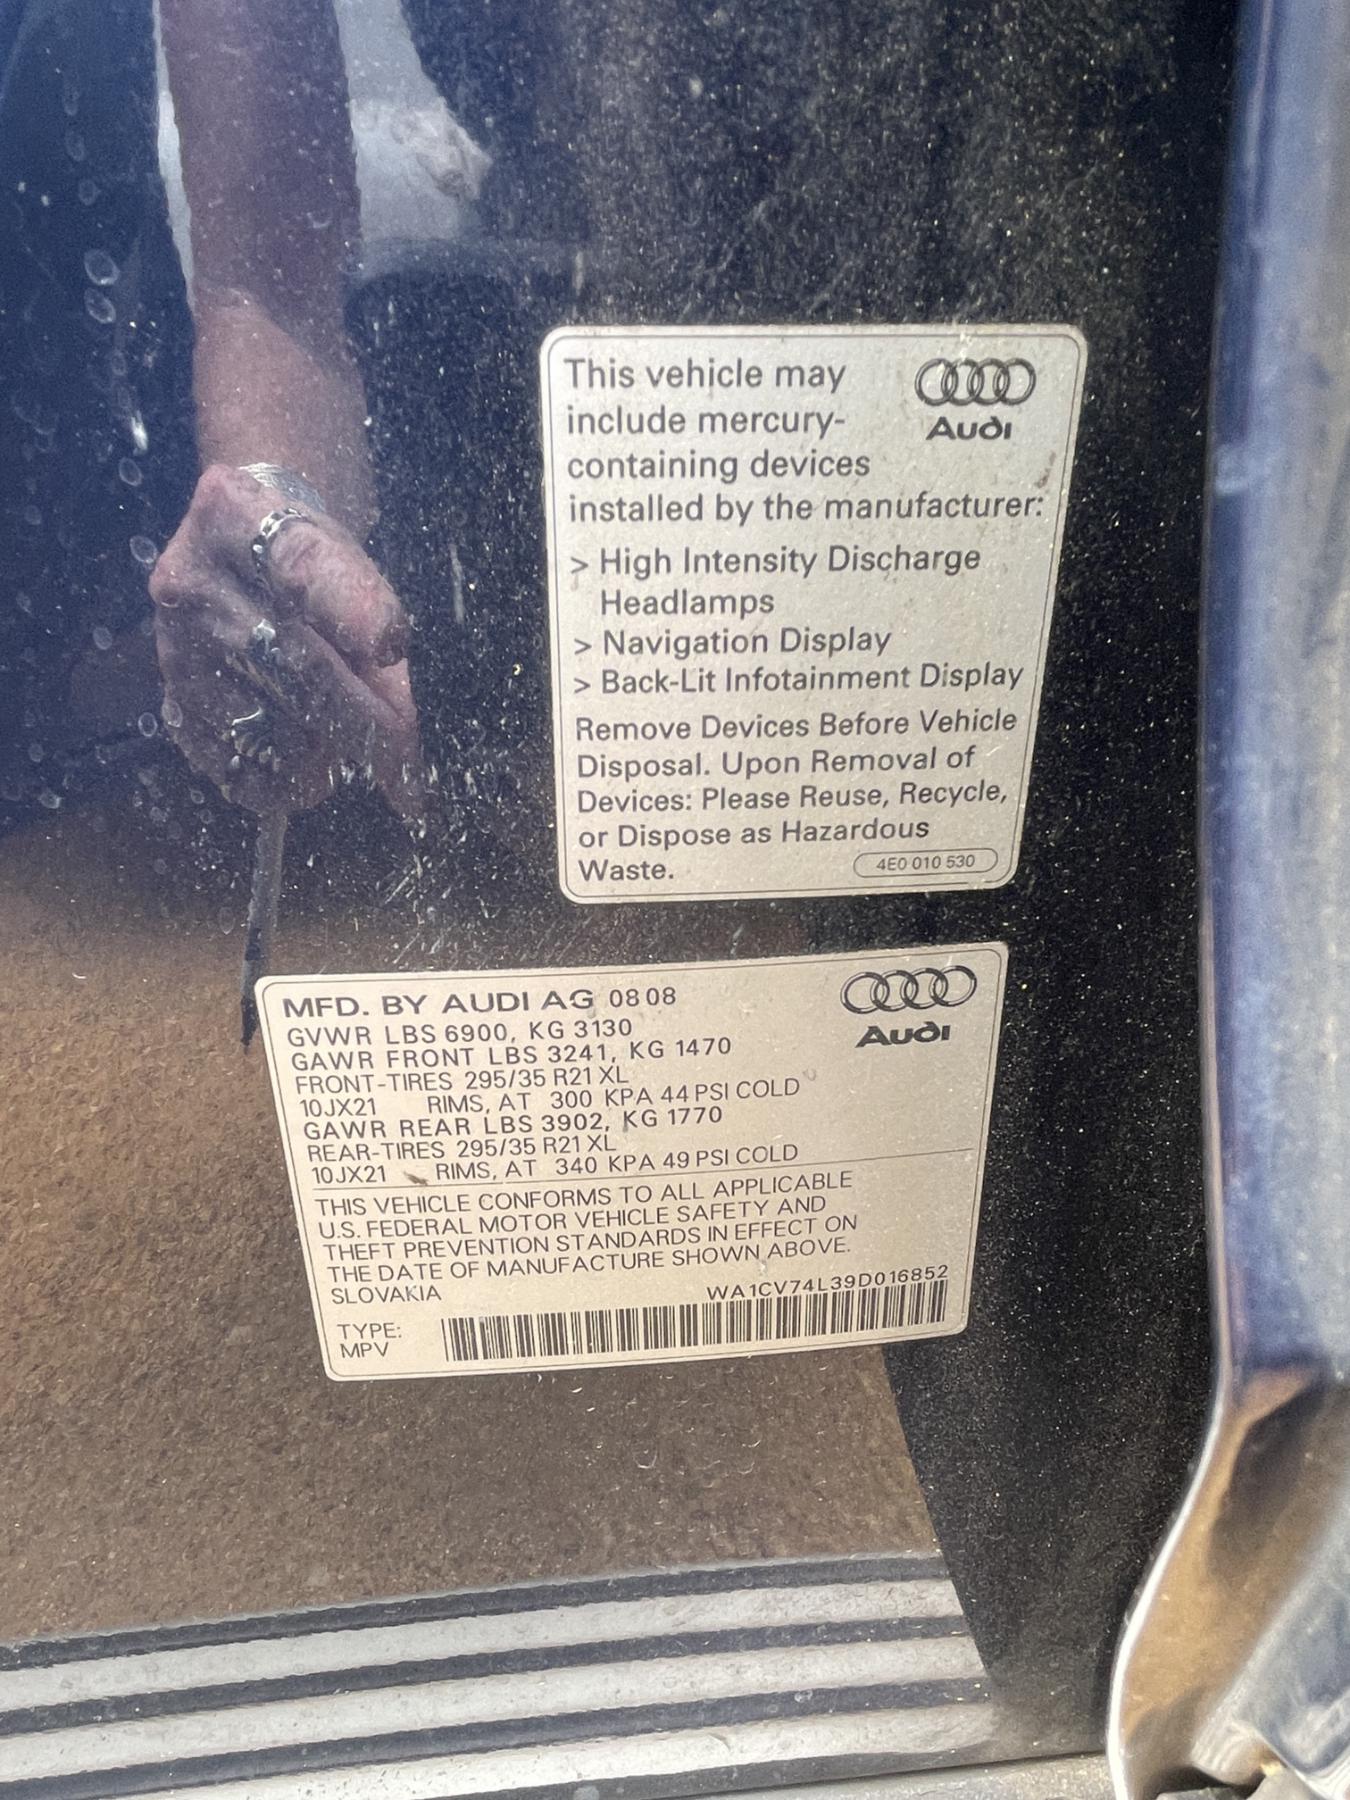 This vehicle may
include mercury-
containing devices
installed by the manufacturer:
Audi
> High Intensity Discharge
Headlamps
> Navigation Display
> Back-Lit Infotainment Display
Remove Devices Before Vehicle
Disposal. Upon Removal of
Devices: Please Reuse, Recycle,
or Dispose as Hazardous
Waste.
4E0 010 530
MFD. BY AUDI AG 08 08
Audi
GVWR LBS 6900, KG 3130
GAWR FRONT LBS 3241, KG 1470
FRONT-TIRES 295/35 R21 XL
10JX21 RIMS, AT 300 KPA 44 PSI COLD
GAWR REAR LBS 3902, KG 1770
REAR-TIRES 295/35 R21 XL
10JX21 RIMS, AT 340 KPA 49 PSI COLD
THIS VEHICLE CONFORMS TO ALL APPLICABLE
U.S. FEDERAL MOTOR VEHICLE SAFETY AND
THEFT PREVENTION STANDARDS IN EFFECT ON
THE DATE OF MANUFACTURE SHOWN ABOVE.
SLOVAKIA
WA1CV74L39D016852
TYPE:
MPV